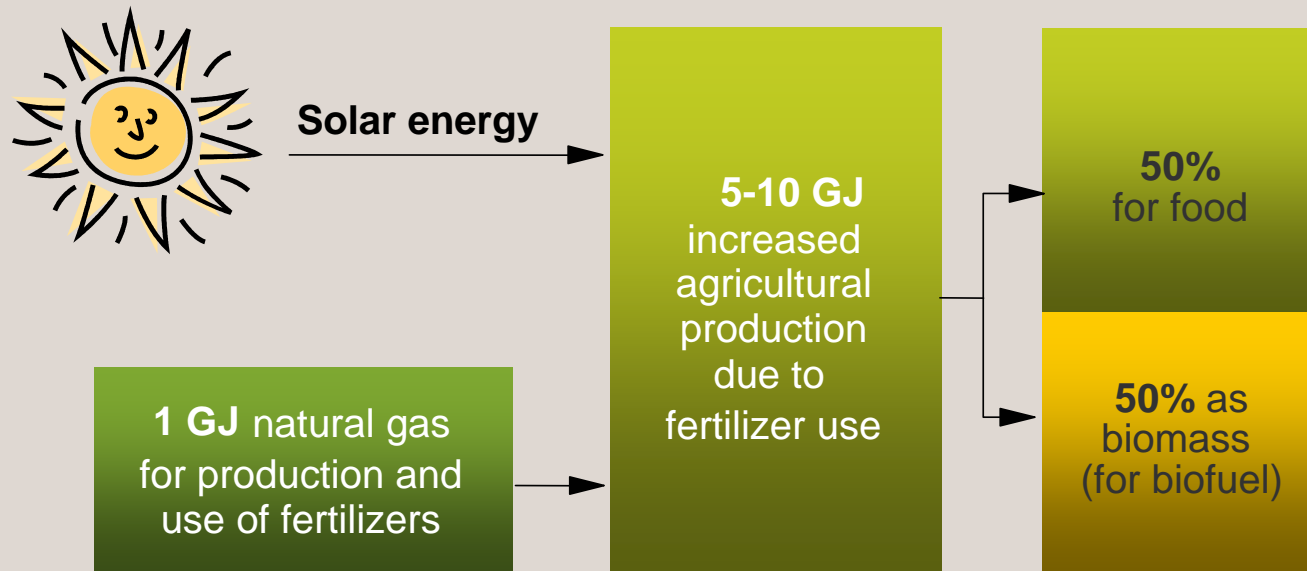 Solar energy
1 GJ natural gas
for production and
use of fertilizers
5-10 GJ
increased
agricultural
production
due to
fertilizer use
50%
for food
50% as
biomass
(for biofuel)